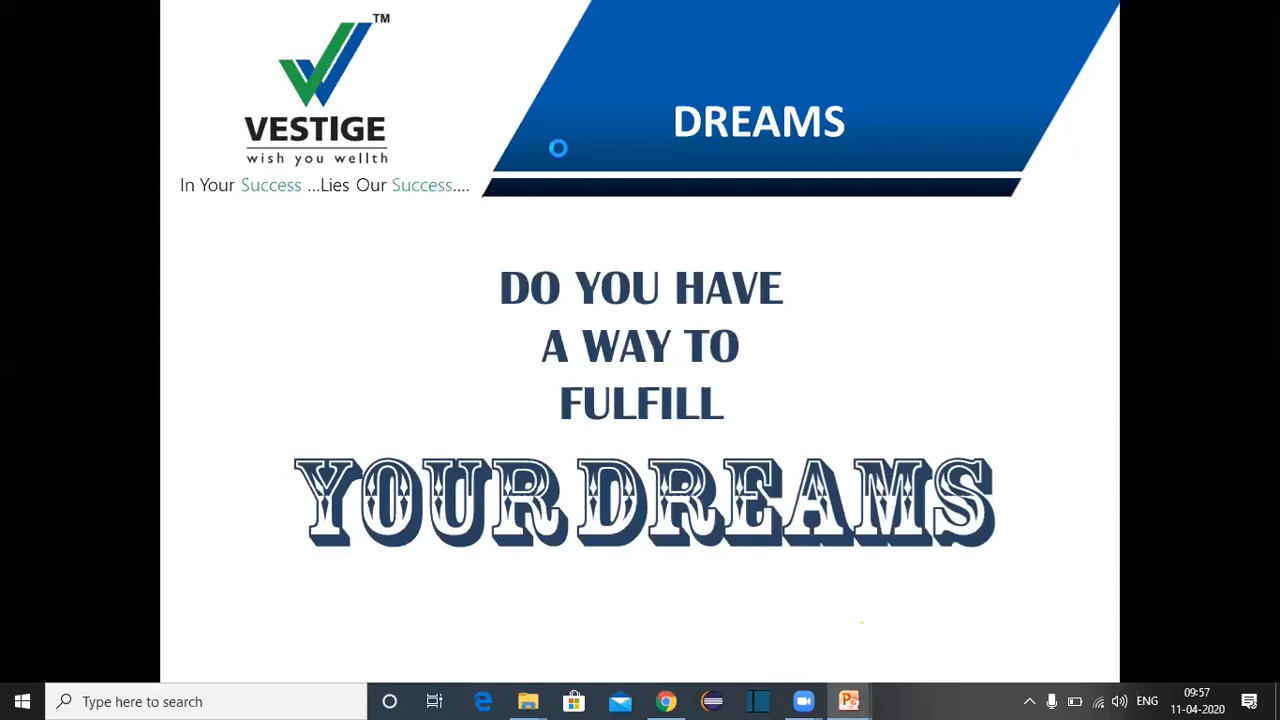 TM
VESTIGE
wish you wellth
In Your Success ...Lies Our Success....
DREAMS
DO YOU HAVE
A WAY TO
FULFILL
YOUR DREAMS
Type here to search
ENG
09:57
11-04-2020